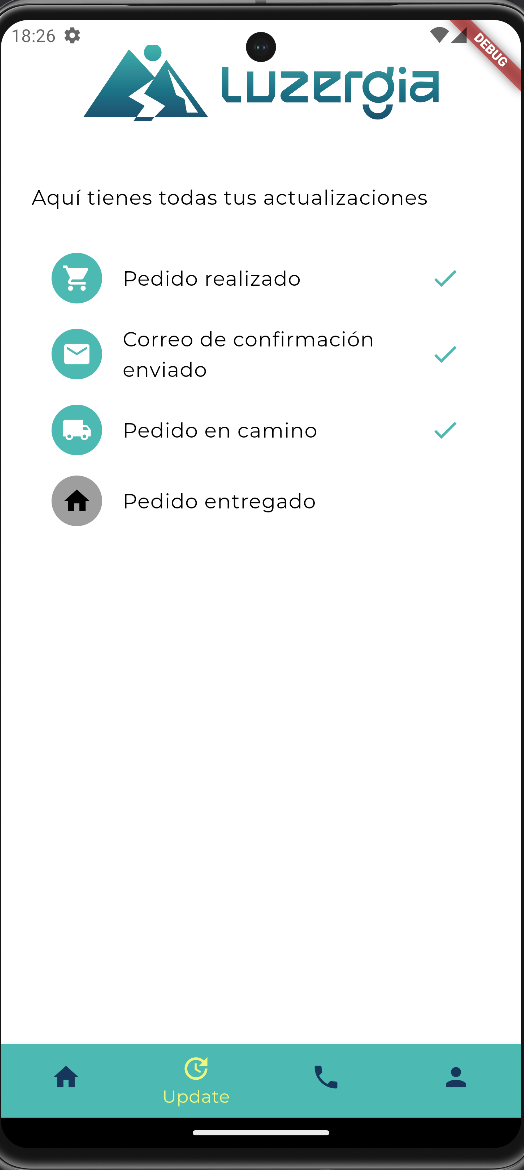 18:26
DEBUG
Luzergia
Aquí tienes todas tus actualizaciones
Pedido realizado
Correo de confirmación
enviado
Pedido en camino
Pedido entregado
Update